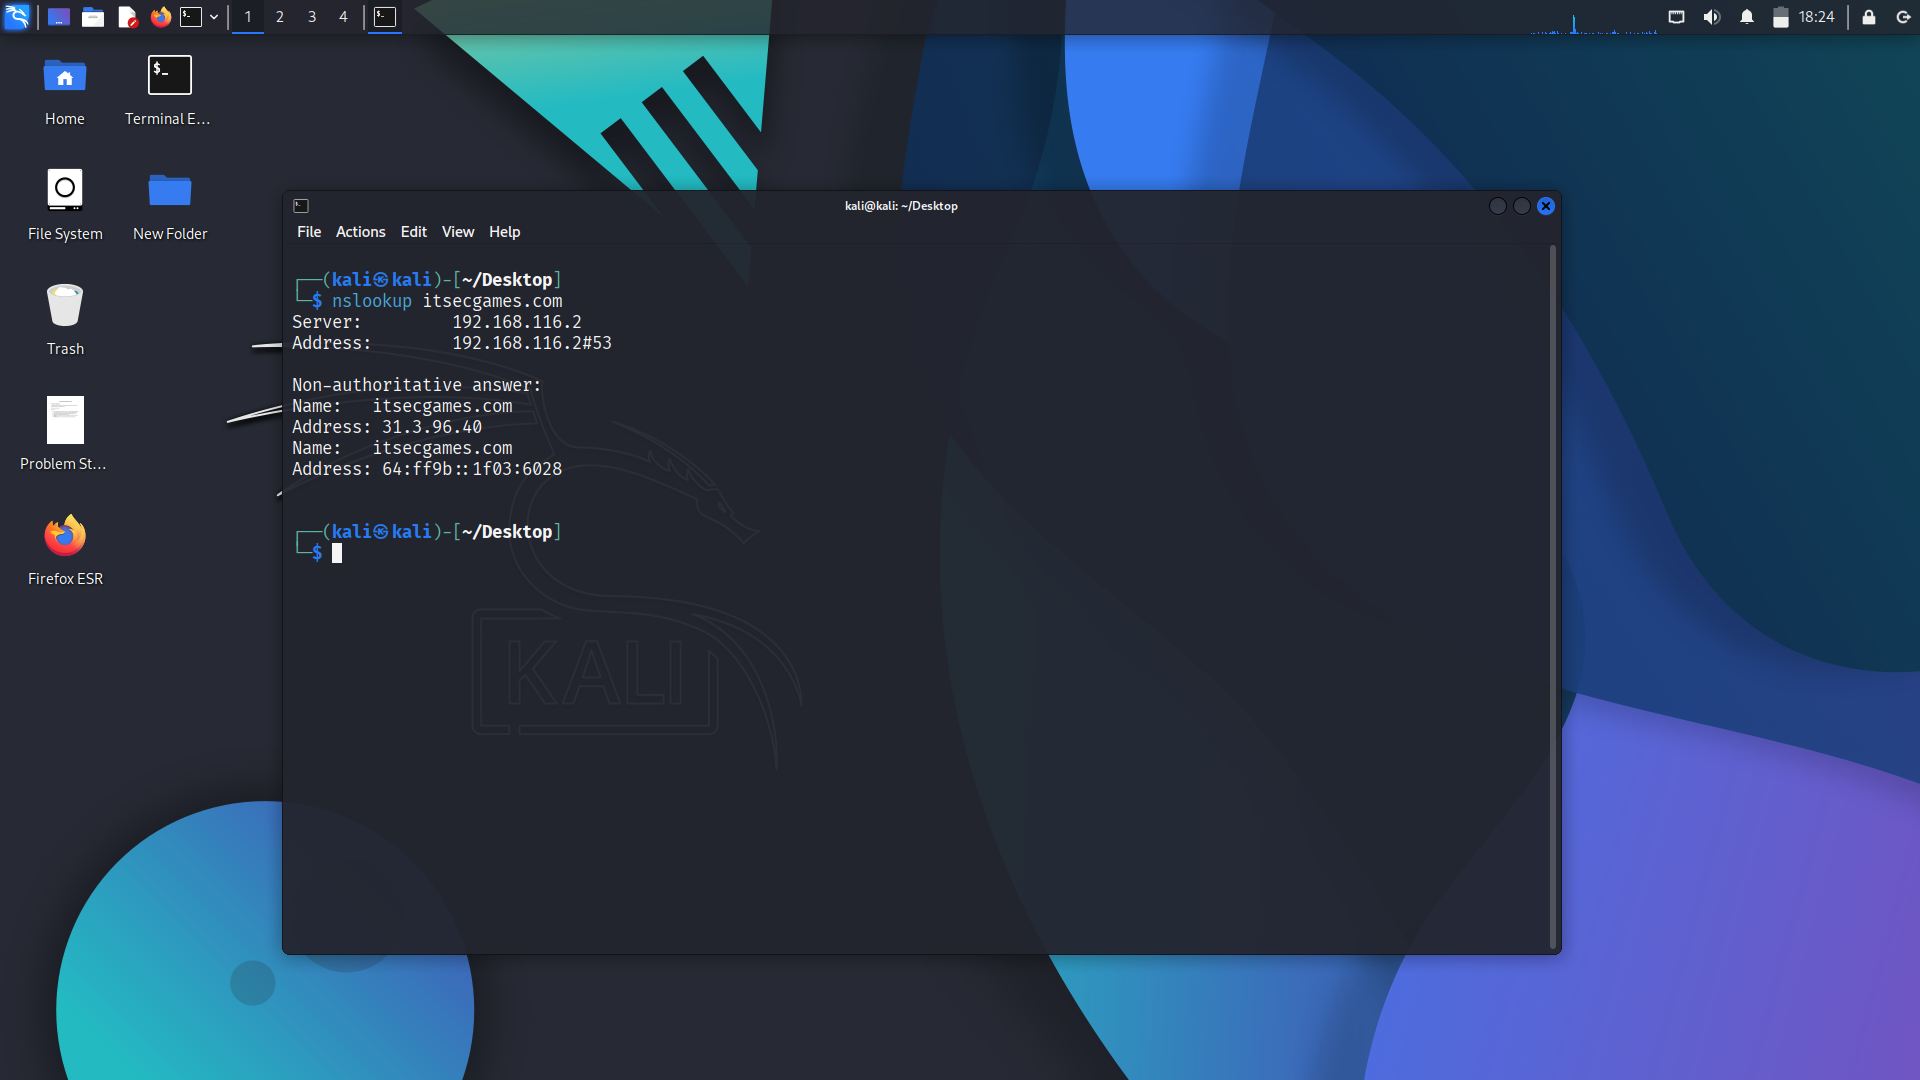 1 2 3 4
18:24
Home
Terminal E...
File System
New Folder
Trash
Problem St...
Firefox ESR
kali@kali: ~/Desktop
File Actions Edit View Help
┌──(kali㉿kali)-[~/Desktop]
└─$ nslookup itsecgames.com
Server: 192.168.116.2
Address: 192.168.116.2#53
Non-authoritative answer:
Name: itsecgames.com
Address: 31.3.96.40
Name: itsecgames.com
Address: 64:ff9b::1f03:6028
┌──(kali㉿kali)-[~/Desktop]
└─$
KALI